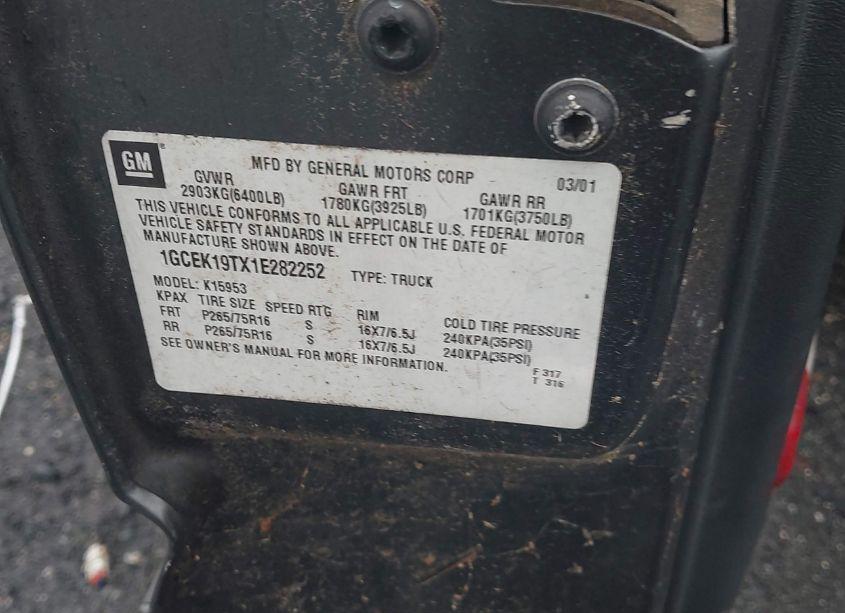 GM
MFD BY GENERAL MOTORS CORP 03/01
GVWR GAWR FRT GAWR RR
2903KG(6400LB) 1780KG(3925LB) 1701KG(3750LB)
THIS VEHICLE CONFORMS TO ALL APPLICABLE U.S. FEDERAL MOTOR
VEHICLE SAFETY STANDARDS IN EFFECT ON THE DATE OF
MANUFACTURE SHOWN ABOVE.
1GCEK19TX1E282252 TYPE: TRUCK
MODEL: K15953
KPAX TIRE SIZE SPEED RTG RIM COLD TIRE PRESSURE
FRT P265/75R16 S 16X7/6.5J 240KPA(35PSI)
RR P265/75R16 S 16X7/6.5J 240KPA(35PSI)
SEE OWNER'S MANUAL FOR MORE INFORMATION.
F 317
T 316